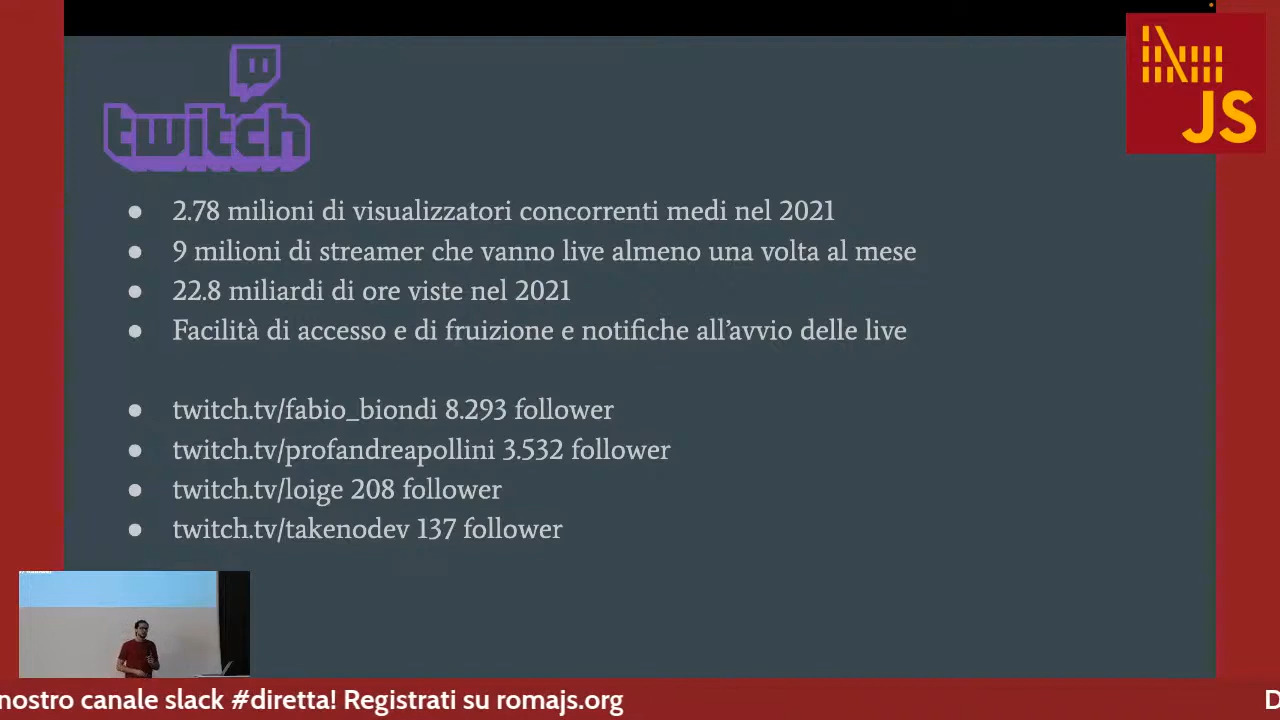 twitch
JS
● 2.78 milioni di visualizzatori concorrenti medi nel 2021
● 9 milioni di streamer che vanno live almeno una volta al mese
● 22.8 miliardi di ore viste nel 2021
● Facilità di accesso e di fruizione e notifiche all’avvio delle live
● twitch.tv/fabio_biondi 8.293 follower
● twitch.tv/profandreapollini 3.532 follower
● twitch.tv/loige 208 follower
● twitch.tv/takenodev 137 follower
nostro canale slack #diretta! Registrati su romajs.org
D